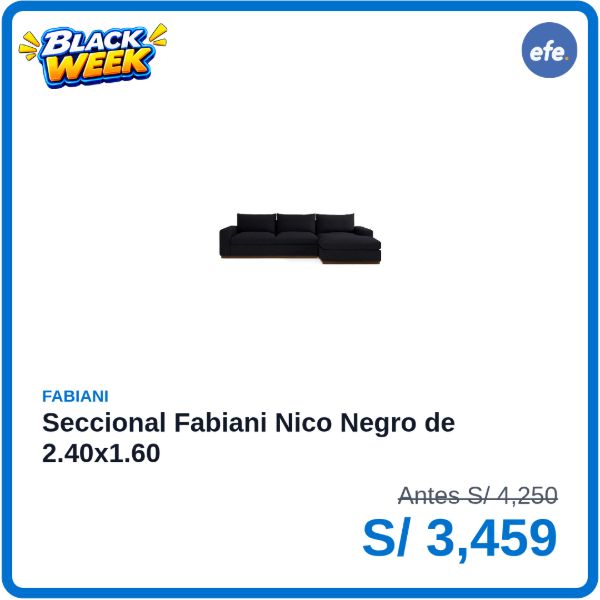 BLACK
WEEK
efe.
FABIANI
Seccional Fabiani Nico Negro de
2.40x1.60
Antes S/ 4,250
S/ 3,459